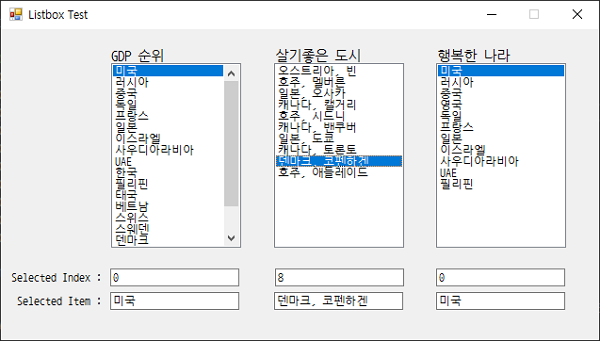 Listbox Test
GDP 순위
미국
러시아
중국
독일
프랑스
일본
이스라엘
사우디아라비아
UAE
한국
필리핀
태국
베트남
스위스
스웨덴
덴마크
살기좋은 도시
오스트리아, 빈
호주, 멜버른
일본, 오사카
캐나다, 캘거리
호주, 시드니
캐나다, 밴쿠버
일본, 도쿄
캐나다, 토론토
덴마크, 코펜하겐
호주, 애들레이드
행복한 나라
미국
러시아
중국
영국
독일
프랑스
일본
이스라엘
사우디아라비아
UAE
필리핀
Selected Index : 0 8 0
Selected Item : 미국 덴마크, 코펜하겐 미국